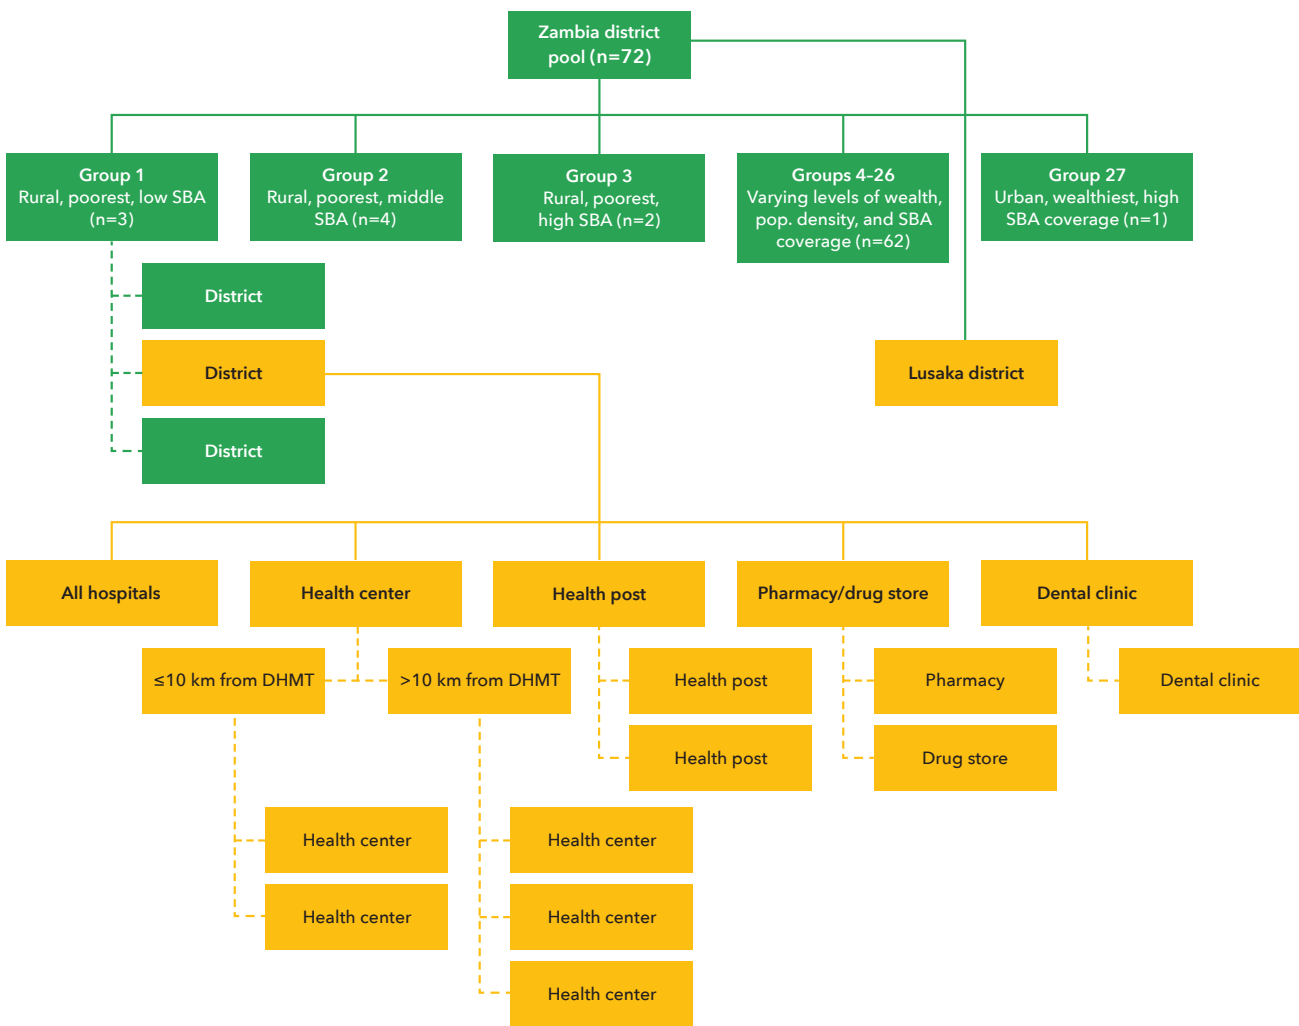 Zambia district
pool (n=72)
Group 1
Rural, poorest, low SBA
(n=3)
Group 2
Rural, poorest, middle
SBA (n=4)
Group 3
Rural, poorest,
high SBA (n=2)
Groups 4–26
Varying levels of wealth,
pop. density, and SBA
coverage (n=62)
Group 27
Urban, wealthiest, high
SBA coverage (n=1)
District
District
Lusaka district
District
All hospitals
Health center
Health post
Pharmacy/drug store
Dental clinic
≤10 km from DHMT
>10 km from DHMT
Health post
Pharmacy
Dental clinic
Health post
Drug store
Health center
Health center
Health center
Health center
Health center